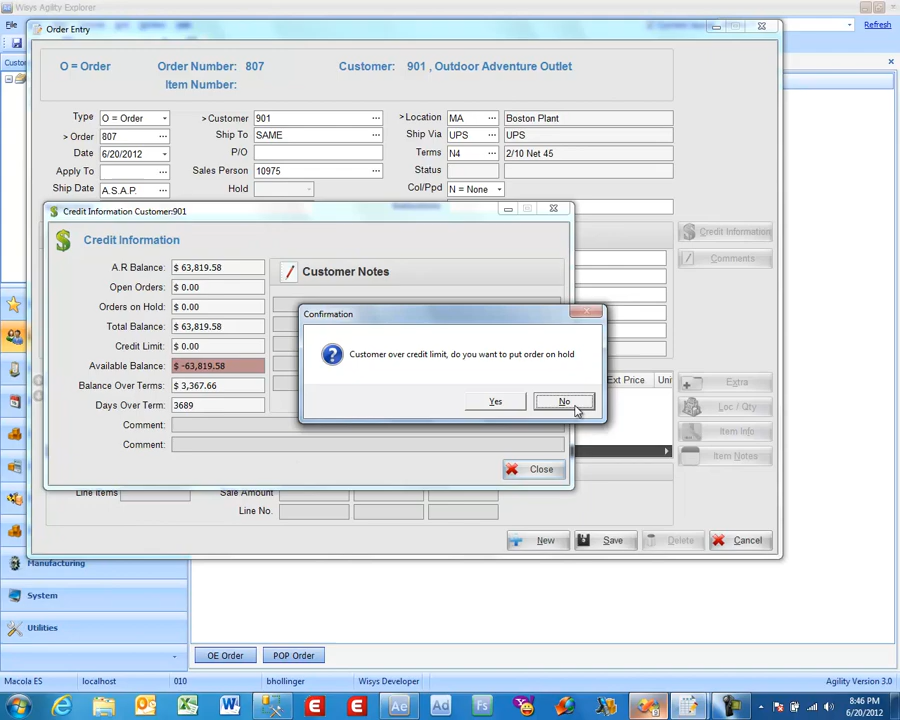 Wisys Agility Explorer
File
Refresh
Order Entry
Custo
O = Order
Order Number: 807
Customer: 901 , Outdoor Adventure Outlet
Item Number:
Type O = Order
> Customer 901
> Location MA Boston Plant
> Order 807
Ship To SAME
Ship Via UPS UPS
Date 6/20/2012
P/O
Terms N4 2/10 Net 45
Apply To
Sales Person 10975
Status
Ship Date A.S.A.P.
Hold
Col/Ppd N = None
Credit Information Customer:901
Credit Information
Comments
Credit Information
A.R Balance: $ 63,819.58
Customer Notes
Open Orders: $ 0.00
Orders on Hold: $ 0.00
Total Balance: $ 63,819.58
Credit Limit: $ 0.00
Available Balance: $ -63,819.58
Balance Over Terms: $ 3,367.66
Days Over Term: 3689
Comment:
Comment:
Close
Confirmation
Customer over credit limit, do you want to put order on hold
Yes No
Ext Price Uni
Extra
Loc / Qty
Item Info
Item Notes
Line Items
Sale Amount
Line No.
New Save Delete Cancel
Manufacturing
System
Utilities
OE Order POP Order
Macola ES localhost 010 bhollinger Wisys Developer Agility Version 3.0
8:46 PM
6/20/2012